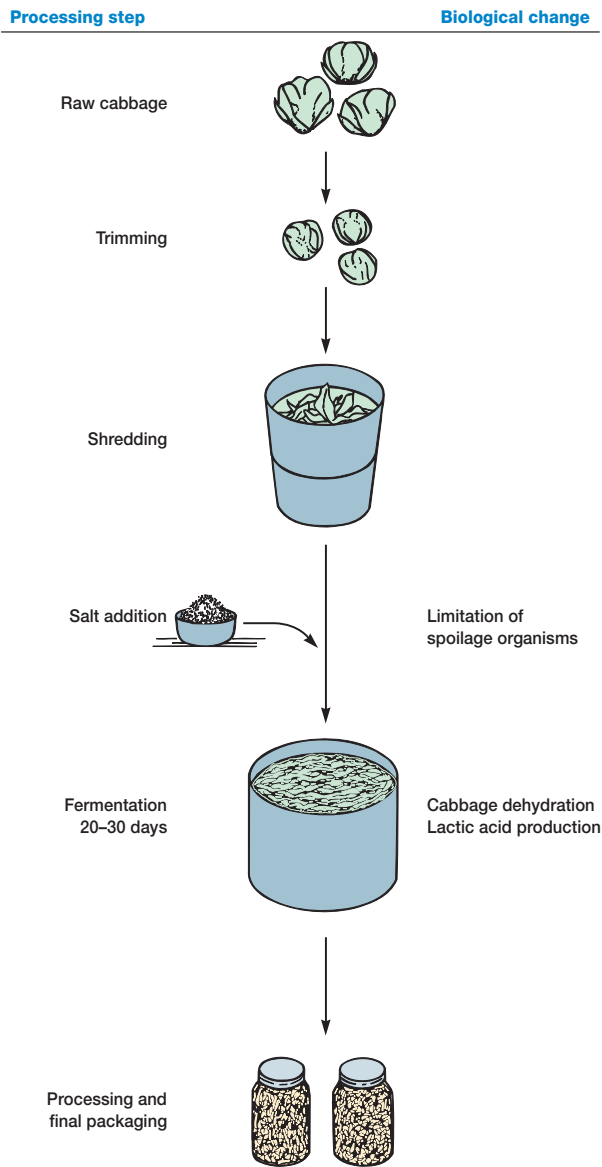 Processing step
Biological change
Raw cabbage
Trimming
Shredding
Salt addition
Limitation of
spoilage organisms
Fermentation
20–30 days
Cabbage dehydration
Lactic acid production
Processing and
final packaging